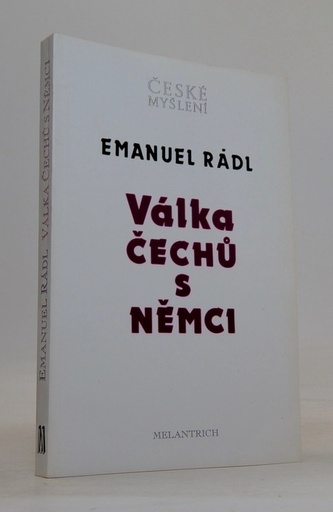 ČESKÉ
MYŠLENÍ
EMANUEL RÁDL
Válka
ČECHŮ
S
NĚMCI
MELANTRICH
EMANUEL RÁDL VÁLKA ČECHŮ S NĚMCI